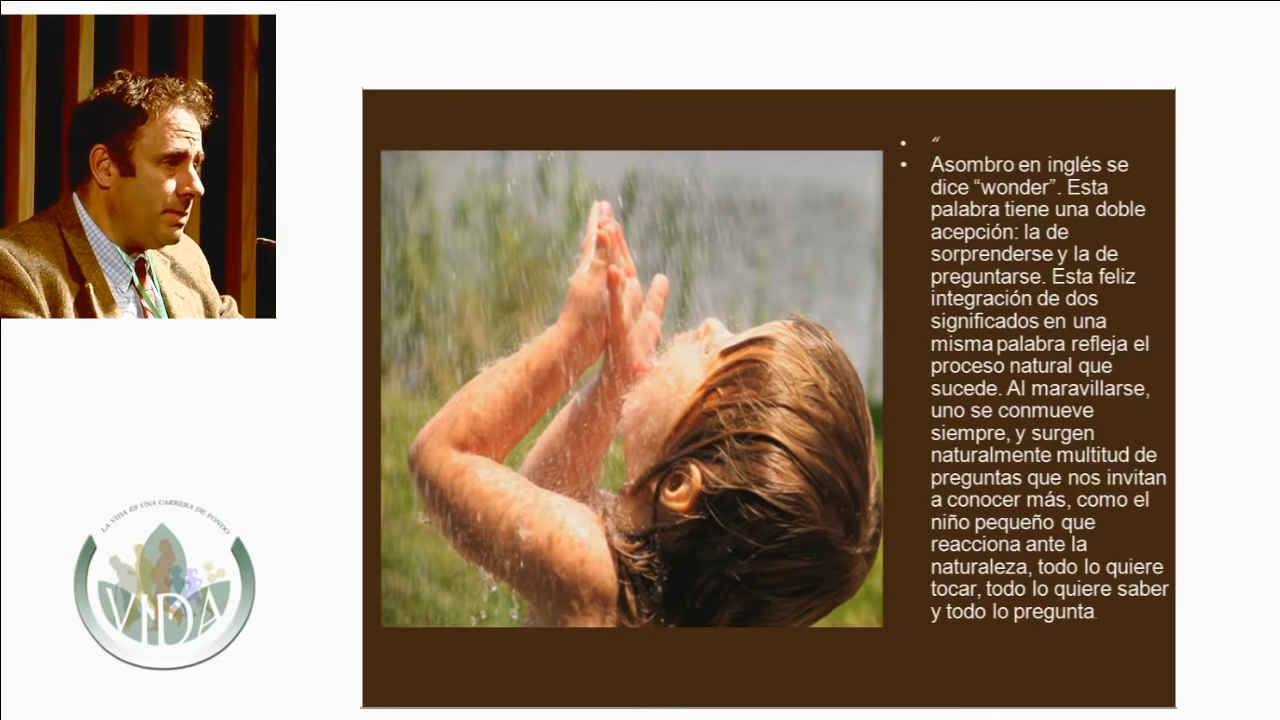 • “
• Asombro en inglés se
dice “wonder”. Esta
palabra tiene una doble
acepción: la de
sorprenderse y la de
preguntarse. Esta feliz
integración de dos
significados en una
misma palabra refleja el
proceso natural que
sucede. Al maravillarse,
uno se conmueve
siempre, y surgen
naturalmente multitud de
preguntas que nos invitan
a conocer más, como el
niño pequeño que
reacciona ante la
naturaleza, todo lo quiere
tocar, todo lo quiere saber
y todo lo pregunta.
LA VIDA ES UNA CARRERA DE FONDO
VIDA